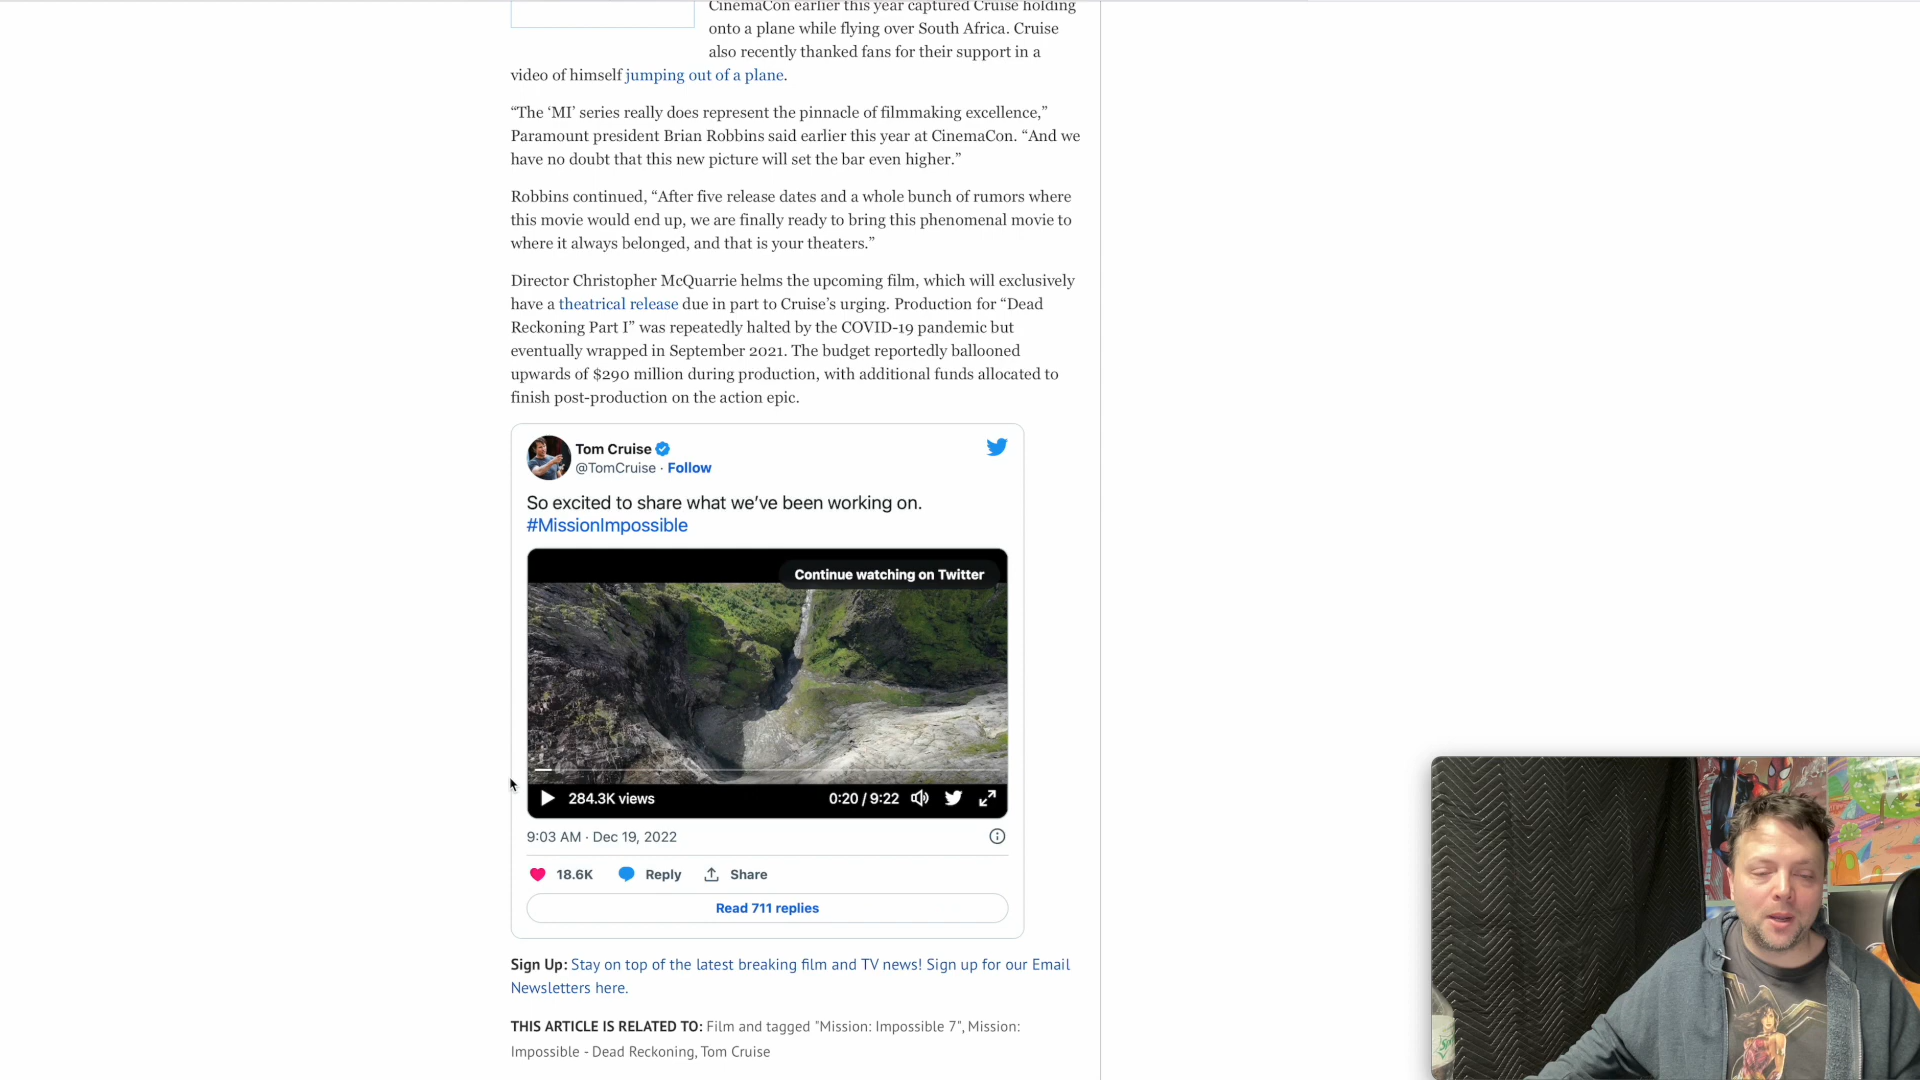 CinemaCon earlier this year captured Cruise holding
onto a plane while flying over South Africa. Cruise
also recently thanked fans for their support in a
video of himself jumping out of a plane.
“The ‘MI’ series really does represent the pinnacle of filmmaking excellence,”
Paramount president Brian Robbins said earlier this year at CinemaCon. “And we
have no doubt that this new picture will set the bar even higher.”
Robbins continued, “After five release dates and a whole bunch of rumors where
this movie would end up, we are finally ready to bring this phenomenal movie to
where it always belonged, and that is your theaters.”
Director Christopher McQuarrie helms the upcoming film, which will exclusively
have a theatrical release due in part to Cruise’s urging. Production for “Dead
Reckoning Part I” was repeatedly halted by the COVID-19 pandemic but
eventually wrapped in September 2021. The budget reportedly ballooned
upwards of $290 million during production, with additional funds allocated to
finish post-production on the action epic.
Tom Cruise
@TomCruise · Follow
So excited to share what we’ve been working on.
#MissionImpossible
Continue watching on Twitter
284.3K views 0:20 / 9:22
9:03 AM · Dec 19, 2022
18.6K Reply Share
Read 711 replies
Sign Up: Stay on top of the latest breaking film and TV news! Sign up for our Email
Newsletters here.
THIS ARTICLE IS RELATED TO: Film and tagged "Mission: Impossible 7", Mission:
Impossible - Dead Reckoning, Tom Cruise